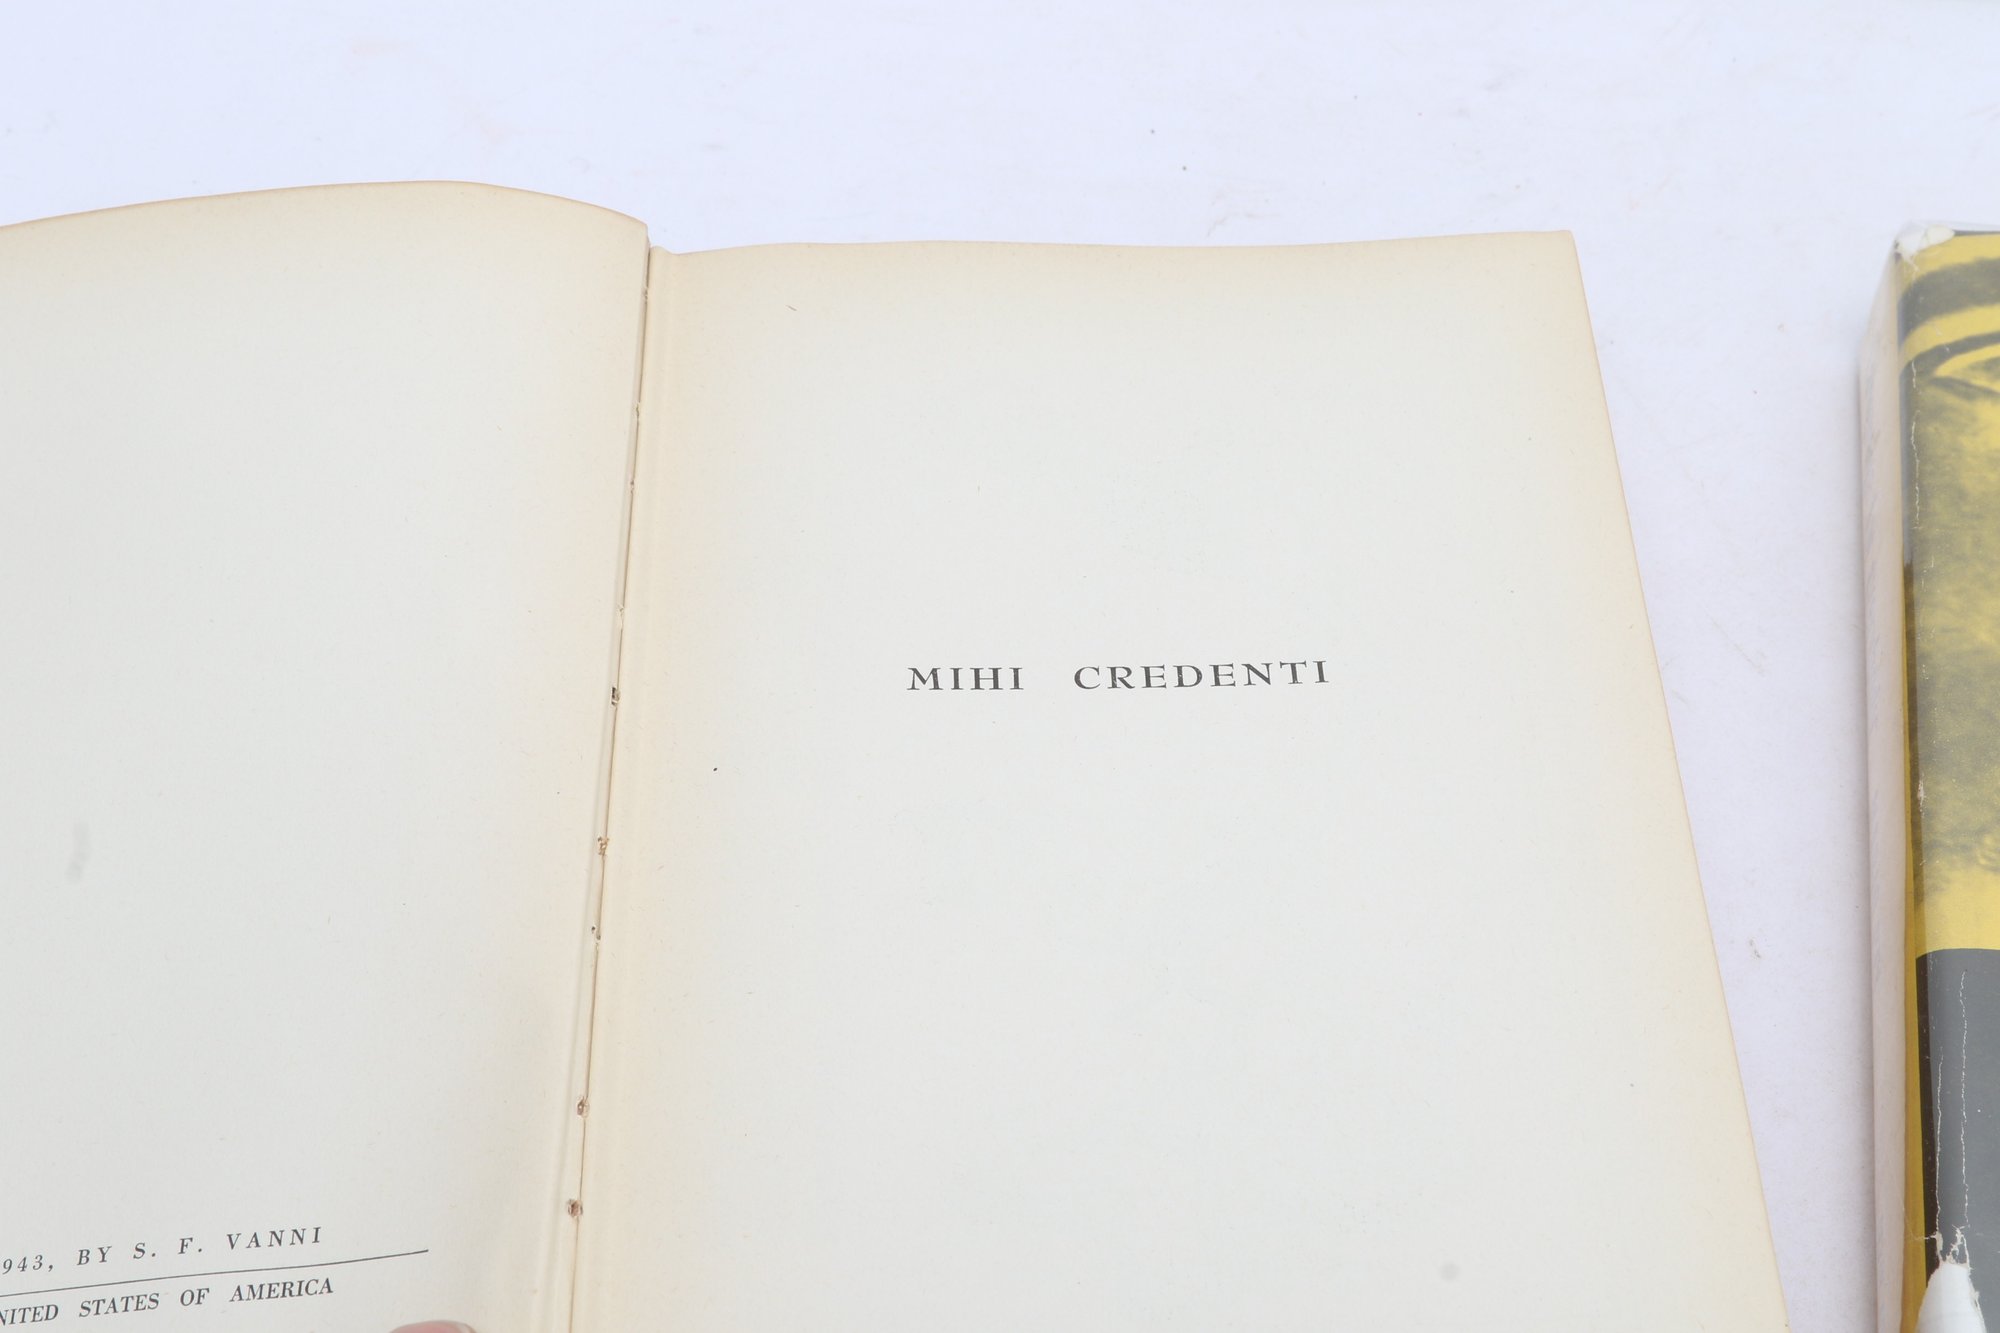 943, BY S. F. VANNI
NITED STATES OF AMERICA
MIHI CREDENTI